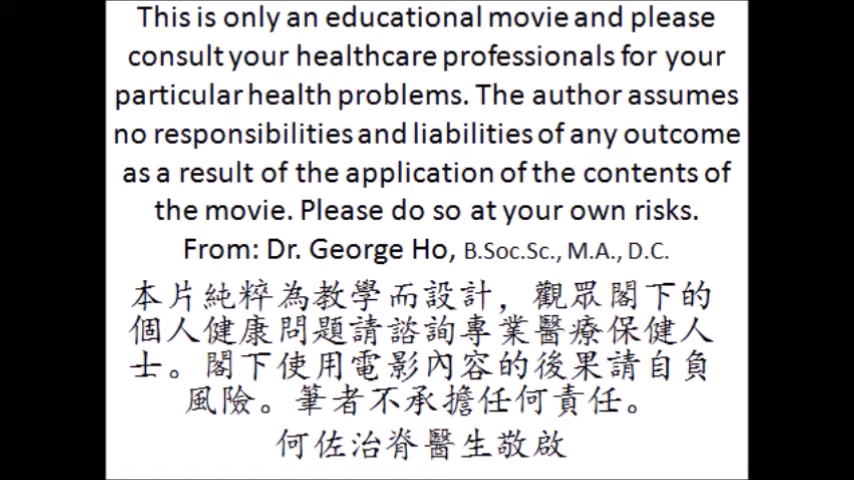 This is only an educational movie and please
consult your healthcare professionals for your
particular health problems. The author assumes
no responsibilities and liabilities of any outcome
as a result of the application of the contents of
the movie. Please do so at your own risks.
From: Dr. George Ho, B.Soc.Sc., M.A., D.C.
本片純粹為教學而設計，觀眾閣下的
個人健康問題請諮詢專業醫療保健人
士。閣下使用電影內容的後果請自負
風險。筆者不承擔任何責任。
何佐治脊醫生敬啟